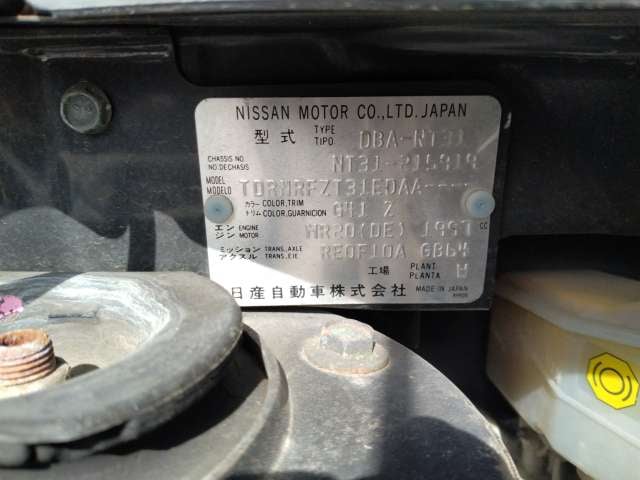 NISSAN MOTOR CO.,LTD. JAPAN
型式 TYPE TIPO DBA-NT31
CHASSIS NO. NO.DECHASIS NT31-215919
MODEL MODELO TDRNRFZT31EDAA----
カラー トリム COLOR,TRIM COLOR,GUARNICION Z
エンジン ENGINE MOTOR MR20(DE) 1997 CC
ミッション アクスル TRANS.,AXLE TRANS.,EJE RE0F10A GB64
工場 PLANT PLANTA W
日産自動車株式会社 MADE IN JAPAN